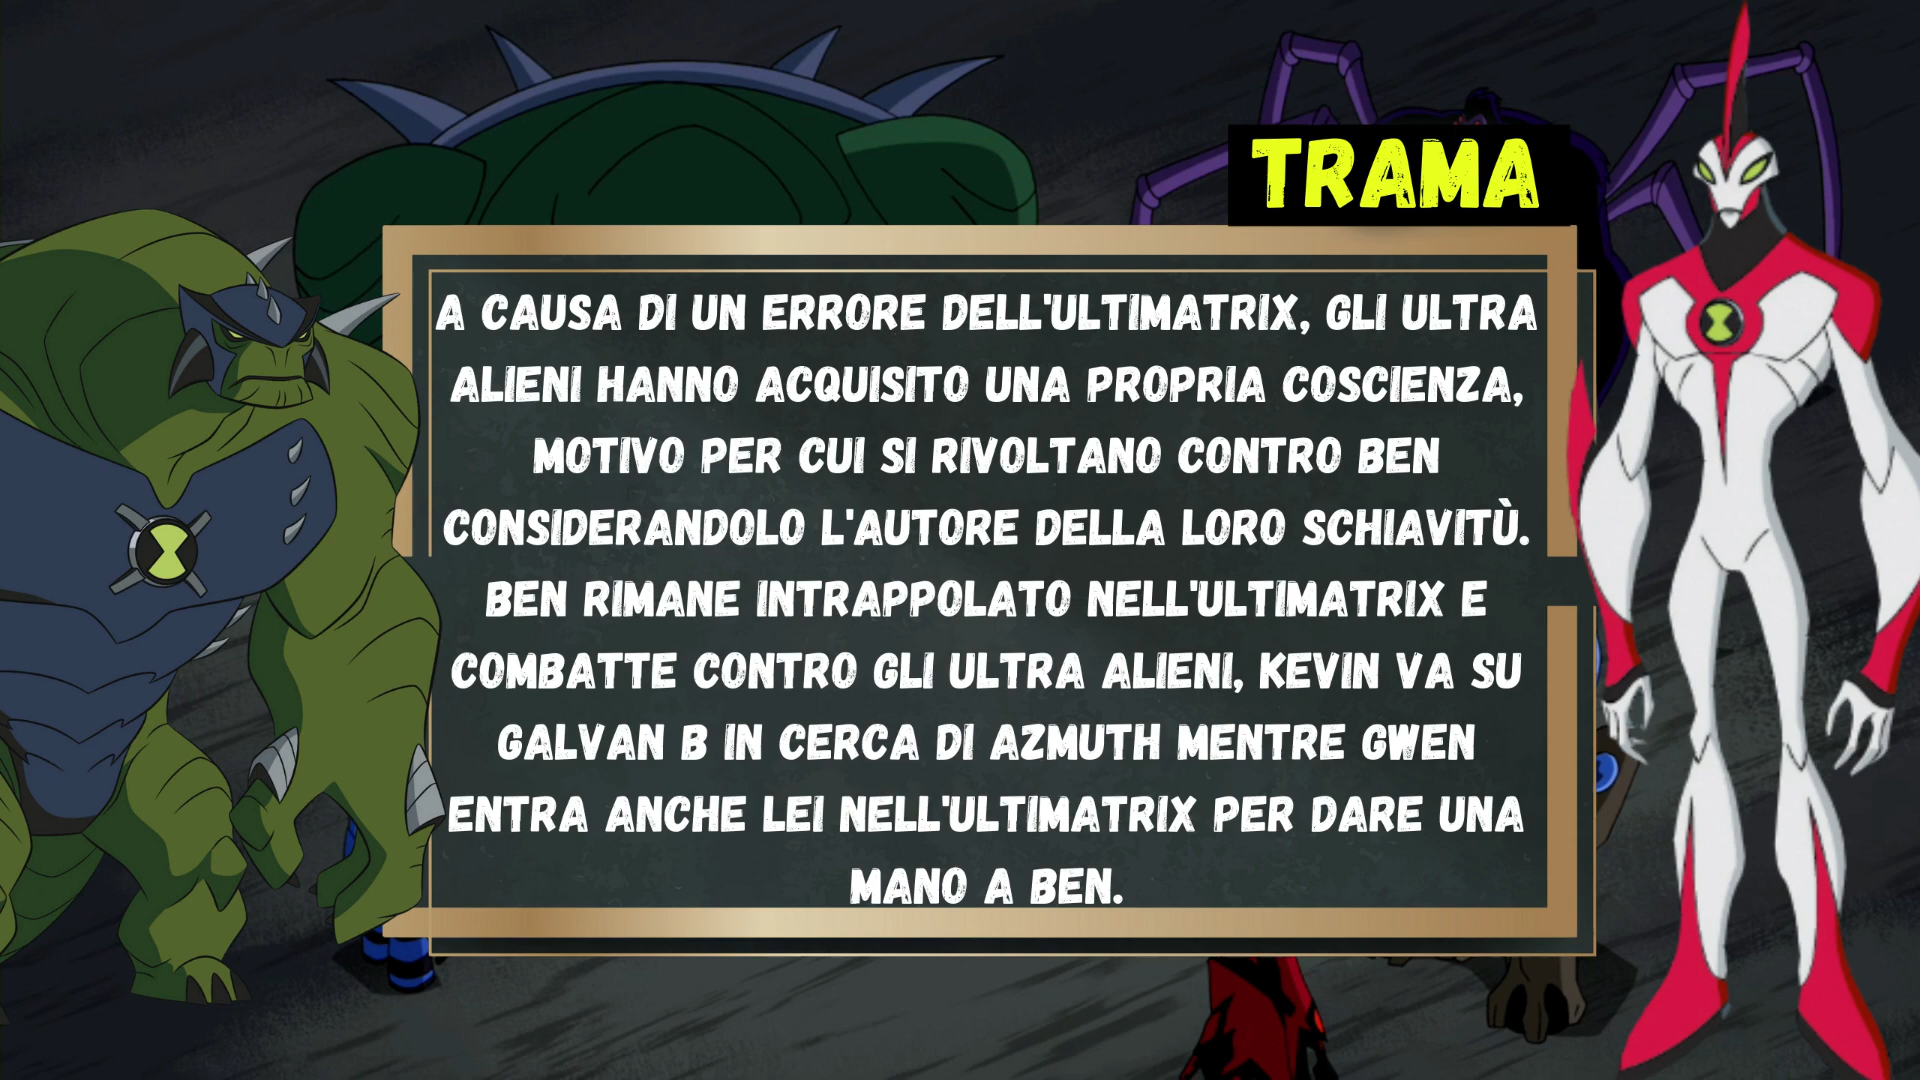 TRAMA
A CAUSA DI UN ERRORE DELL'ULTIMATRIX, GLI ULTRA
ALIENI HANNO ACQUISITO UNA PROPRIA COSCIENZA,
MOTIVO PER CUI SI RIVOLTANO CONTRO BEN
CONSIDERANDOLO L'AUTORE DELLA LORO SCHIAVITÙ.
BEN RIMANE INTRAPPOLATO NELL'ULTIMATRIX E
COMBATTE CONTRO GLI ULTRA ALIENI, KEVIN VA SU
GALVAN B IN CERCA DI AZMUTH MENTRE GWEN
ENTRA ANCHE LEI NELL'ULTIMATRIX PER DARE UNA
MANO A BEN.